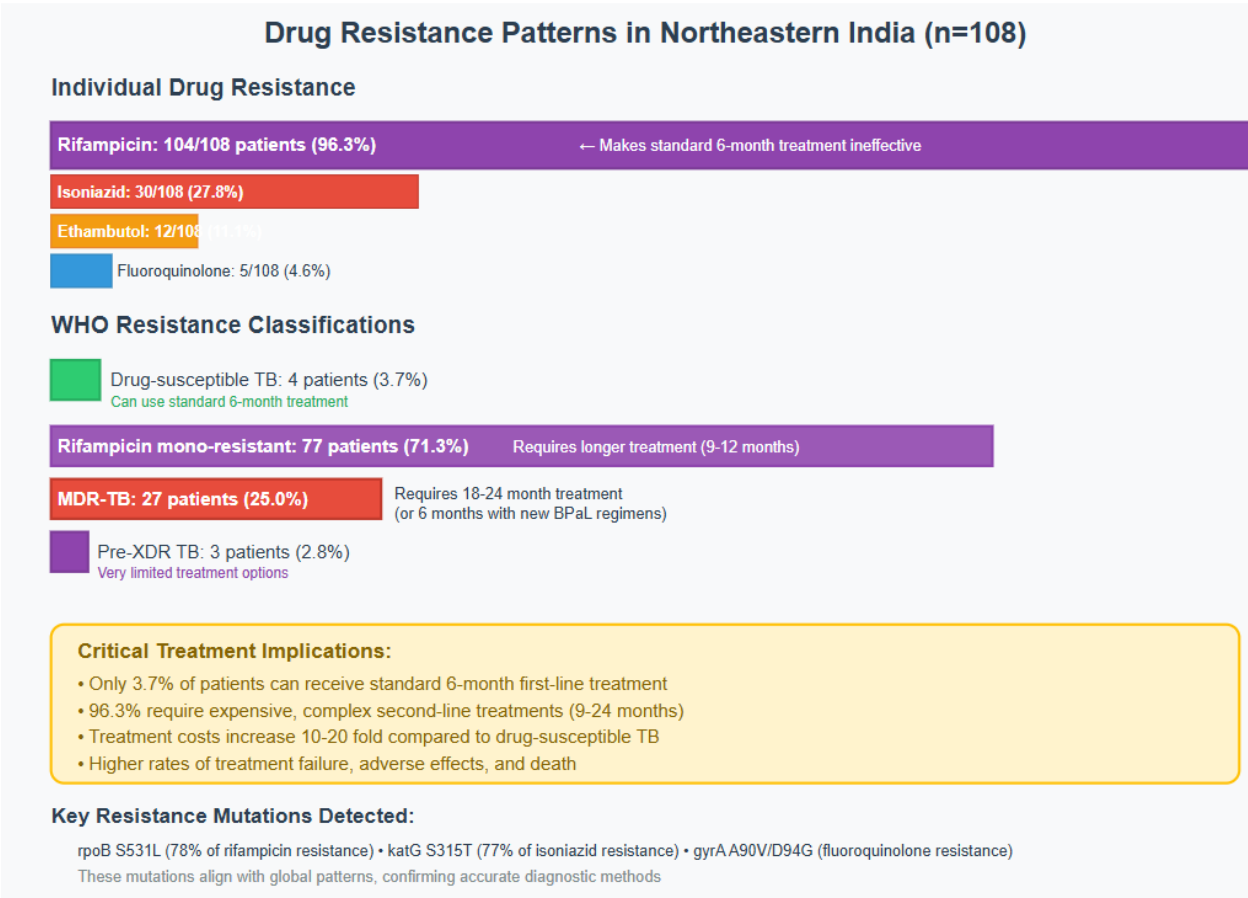 Drug Resistance Patterns in Northeastern India (n=108)
Individual Drug Resistance
Rifampicin: 104/108 patients (96.3%)
← Makes standard 6-month treatment ineffective
Isoniazid: 30/108 (27.8%)
Ethambutol: 12/108 (11.1%)
Fluoroquinolone: 5/108 (4.6%)
WHO Resistance Classifications
Drug-susceptible TB: 4 patients (3.7%)
Can use standard 6-month treatment
Rifampicin mono-resistant: 77 patients (71.3%)
Requires longer treatment (9-12 months)
MDR-TB: 27 patients (25.0%)
Requires 18-24 month treatment
(or 6 months with new BPaL regimens)
Pre-XDR TB: 3 patients (2.8%)
Very limited treatment options
Critical Treatment Implications:
• Only 3.7% of patients can receive standard 6-month first-line treatment
• 96.3% require expensive, complex second-line treatments (9-24 months)
• Treatment costs increase 10-20 fold compared to drug-susceptible TB
• Higher rates of treatment failure, adverse effects, and death
Key Resistance Mutations Detected:
rpoB S531L (78% of rifampicin resistance) • katG S315T (77% of isoniazid resistance) • gyrA A90V/D94G (fluoroquinolone resistance)
These mutations align with global patterns, confirming accurate diagnostic methods